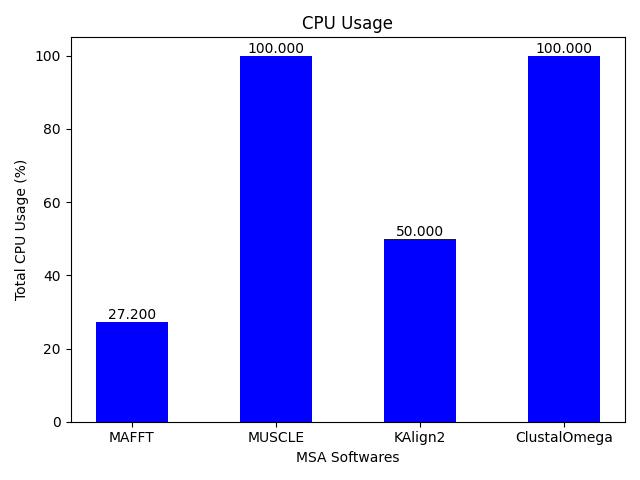 CPU Usage
100.000
100.000
100
80
60
50.000
40
27.200
20
0
Total CPU Usage (%)
MAFFT
MUSCLE
KAlign2
ClustalOmega
MSA Softwares